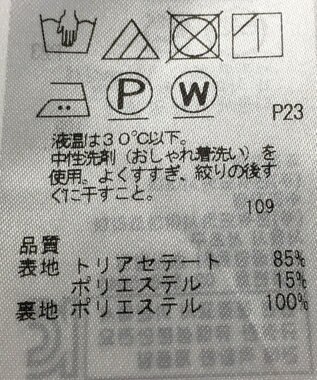 P W P23
液温は30℃以下。
中性洗剤（おしゃれ着洗い）を
使用、よくすすぎ、絞りの後す
ぐに干すこと。
109
品質
表地 トリアセテート 85%
ポリエステル 15%
裏地 ポリエステル 100%